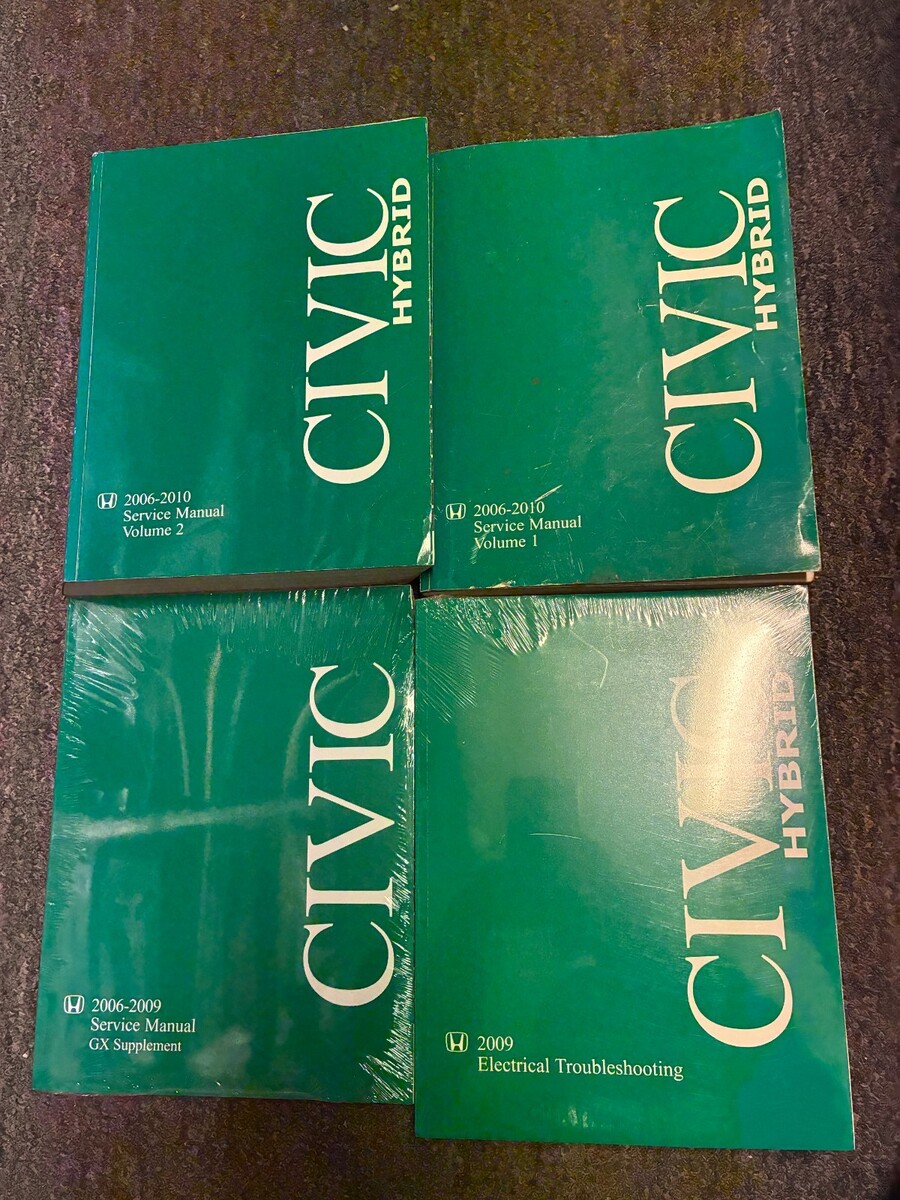 CIVIC
HYBRID
2006-2010
Service Manual
Volume 2
CIVIC
HYBRID
2006-2010
Service Manual
Volume 1
CIVIC
2006-2009
Service Manual
GX Supplement
CIVIC
HYBRID
2009
Electrical Troubleshooting